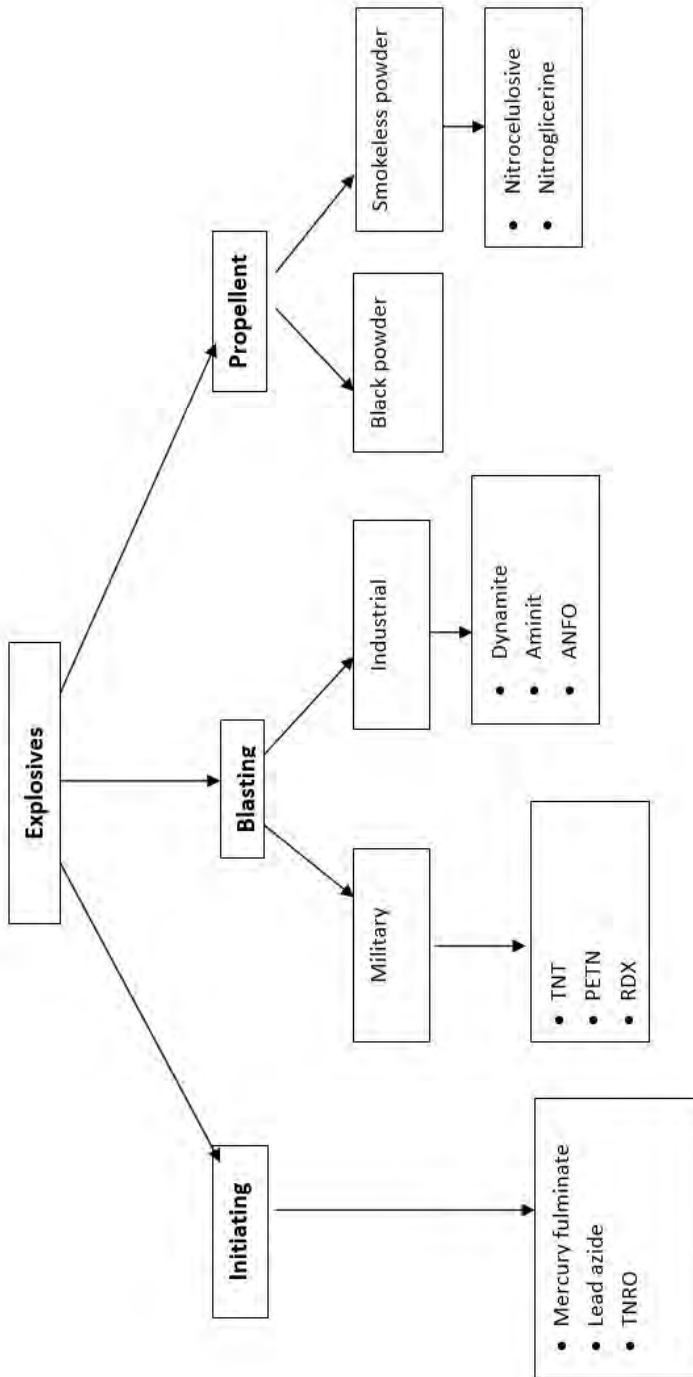 Explosives
Initiating
Blasting
Propellent
Military
Industrial
Black powder
Smokeless powder
• Mercury fulminate
• Lead azide
• TNRO
• TNT
• PETN
• RDX
• Dynamite
• Aminit
• ANFO
• Nitrocelulosive
• Nitroglicerine